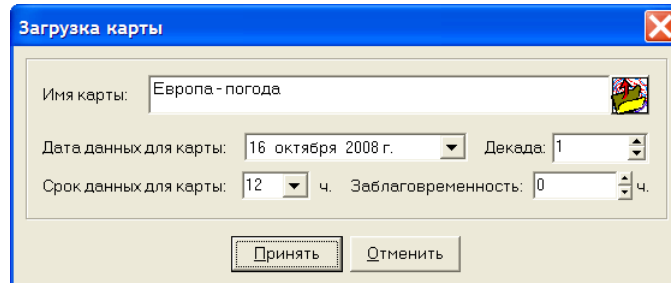 Загрузка карты
Имя карты: Европа - погода
Дата данных для карты: 16 октября 2008 г. Декада: 1
Срок данных для карты: 12 ч. Заблаговременность: 0 ч.
Принять Отменить